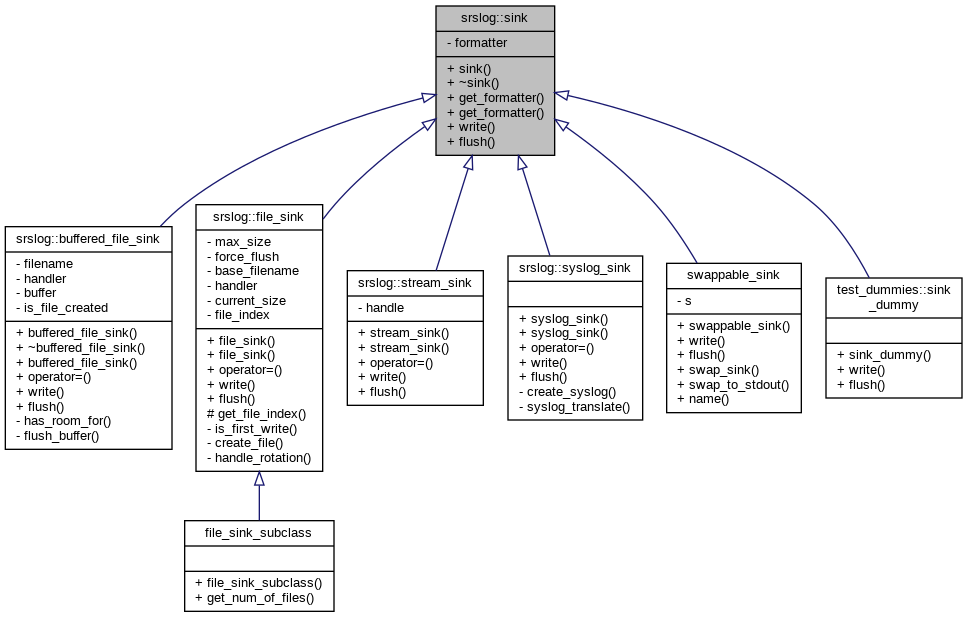 srslog::sink
- formatter
+ sink()
+ ~sink()
+ get_formatter()
+ get_formatter()
+ write()
+ flush()
srslog::buffered_file_sink
- filename
- handler
- buffer
- is_file_created
+ buffered_file_sink()
+ ~buffered_file_sink()
+ buffered_file_sink()
+ operator=()
+ write()
+ flush()
- has_room_for()
- flush_buffer()
srslog::file_sink
- max_size
- force_flush
- base_filename
- handler
- current_size
- file_index
+ file_sink()
+ file_sink()
+ operator=()
+ write()
+ flush()
# get_file_index()
- is_first_write()
- create_file()
- handle_rotation()
srslog::stream_sink
- handle
+ stream_sink()
+ stream_sink()
+ operator=()
+ write()
+ flush()
srslog::syslog_sink
+ syslog_sink()
+ syslog_sink()
+ operator=()
+ write()
+ flush()
- create_syslog()
- syslog_translate()
swappable_sink
- s
+ swappable_sink()
+ write()
+ flush()
+ swap_sink()
+ swap_to_stdout()
+ name()
test_dummies::sink
_dummy
+ sink_dummy()
+ write()
+ flush()
file_sink_subclass
+ file_sink_subclass()
+ get_num_of_files()